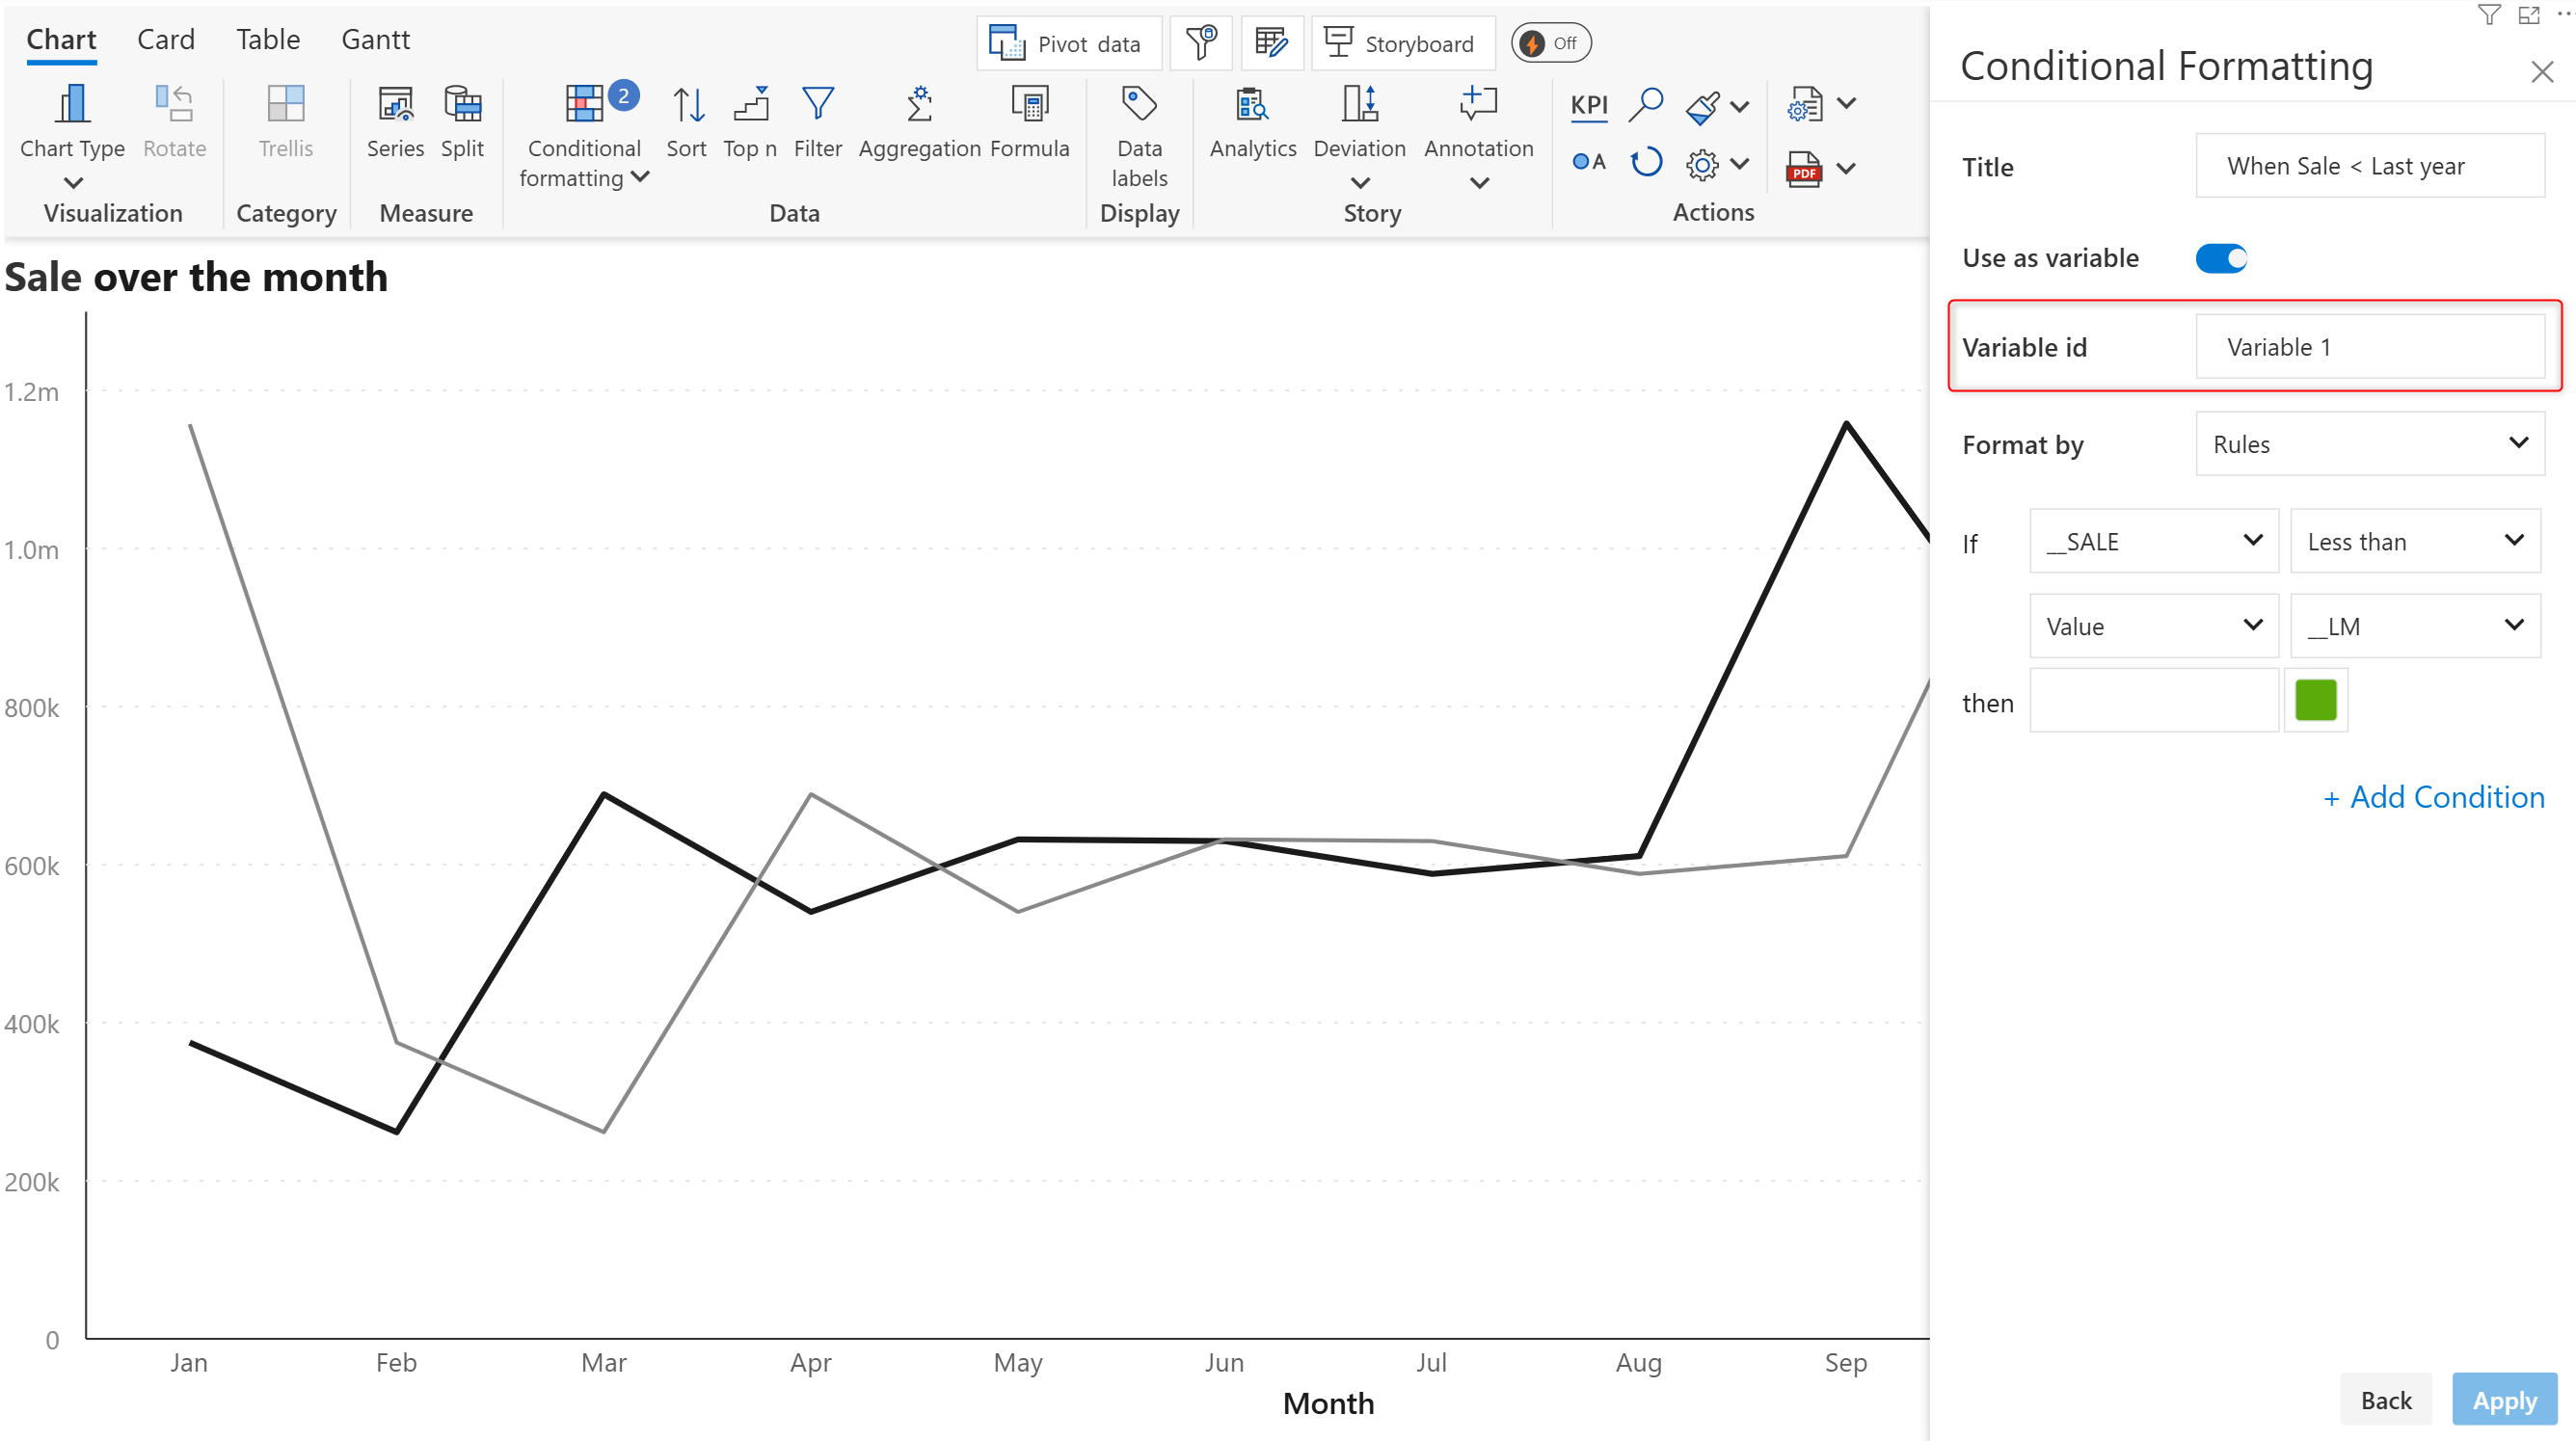 Chart Card Table Gantt
Pivot data
Storyboard
Off
Chart Type
Rotate
Trellis
Series
Split
2
Conditional
formatting
Sort
Top n
Filter
Aggregation
Formula
Data
labels
Analytics
Deviation
Annotation
KPI
A
PDF
Visualization
Category
Measure
Data
Display
Story
Actions
Sale over the month
1.2m
1.0m
800k
600k
400k
200k
0
Jan Feb Mar Apr May Jun Jul Aug Sep
Month
Conditional Formatting
Title When Sale < Last year
Use as variable
Variable id Variable 1
Format by Rules
If __SALE Less than
Value __LM
then
+ Add Condition
Back Apply